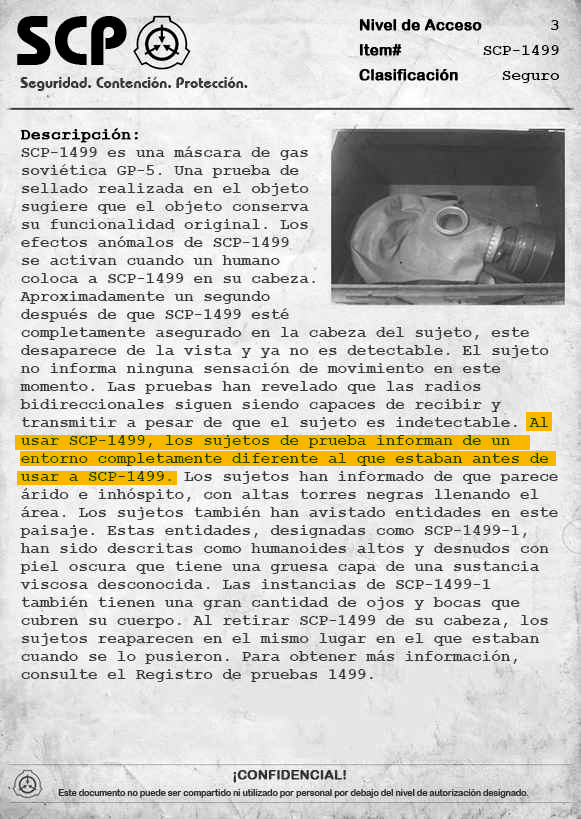 SCP
Seguridad. Contención. Protección.
Nivel de Acceso 3
Item# SCP-1499
Clasificación Seguro
Descripción:
SCP-1499 es una máscara de gas
soviética GP-5. Una prueba de
sellado realizada en el objeto
sugiere que el objeto conserva
su funcionalidad original. Los
efectos anómalos de SCP-1499
se activan cuando un humano
coloca a SCP-1499 en su cabeza.
Aproximadamente un segundo
después de que SCP-1499 esté
completamente asegurado en la cabeza del sujeto, este
desaparece de la vista y ya no es detectable. El sujeto
no informa ninguna sensación de movimiento en este
momento. Las pruebas han revelado que las radios
bidireccionales siguen siendo capaces de recibir y
transmitir a pesar de que el sujeto es indetectable. Al
usar SCP-1499, los sujetos de prueba informan de un
entorno completamente diferente al que estaban antes de
usar a SCP-1499. Los sujetos han informado de que parece
árido e inhóspito, con altas torres negras llenando el
área. Los sujetos también han avistado entidades en este
paisaje. Estas entidades, designadas como SCP-1499-1,
han sido descritas como humanoides altos y desnudos con
piel oscura que tiene una gruesa capa de una sustancia
viscosa desconocida. Las instancias de SCP-1499-1
también tienen una gran cantidad de ojos y bocas que
cubren su cuerpo. Al retirar SCP-1499 de su cabeza, los
sujetos reaparecen en el mismo lugar en el que estaban
cuando se lo pusieron. Para obtener más información,
consulte el Registro de pruebas 1499.
¡CONFIDENCIAL!
Este documento no puede ser compartido ni utilizado por personal por debajo del nivel de autorización designado.